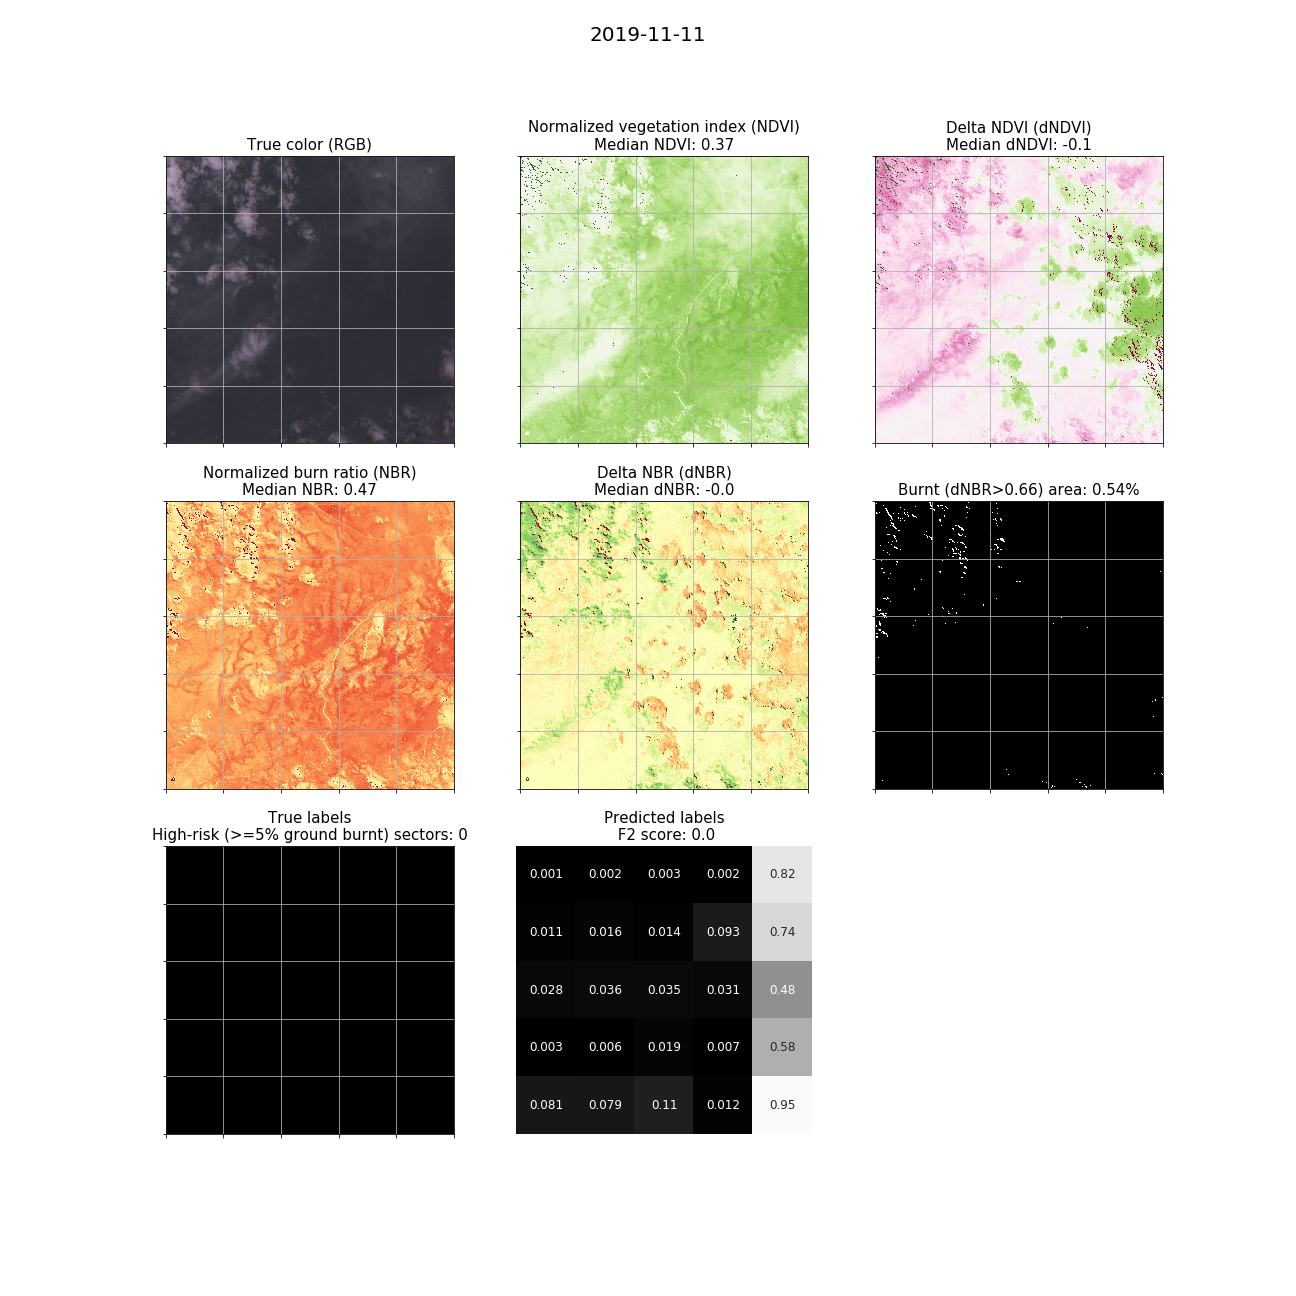 2019-11-11
True color (RGB)
Normalized vegetation index (NDVI)
Median NDVI: 0.37
Delta NDVI (dNDVI)
Median dNDVI: -0.1
Normalized burn ratio (NBR)
Median NBR: 0.47
Delta NBR (dNBR)
Median dNBR: -0.0
Burnt (dNBR>0.66) area: 0.54%
True labels
High-risk (>=5% ground burnt) sectors: 0
Predicted labels
F2 score: 0.0
0.001 0.002 0.003 0.002 0.82
0.011 0.016 0.014 0.093 0.74
0.028 0.036 0.035 0.031 0.48
0.003 0.006 0.019 0.007 0.58
0.081 0.079 0.11 0.012 0.95